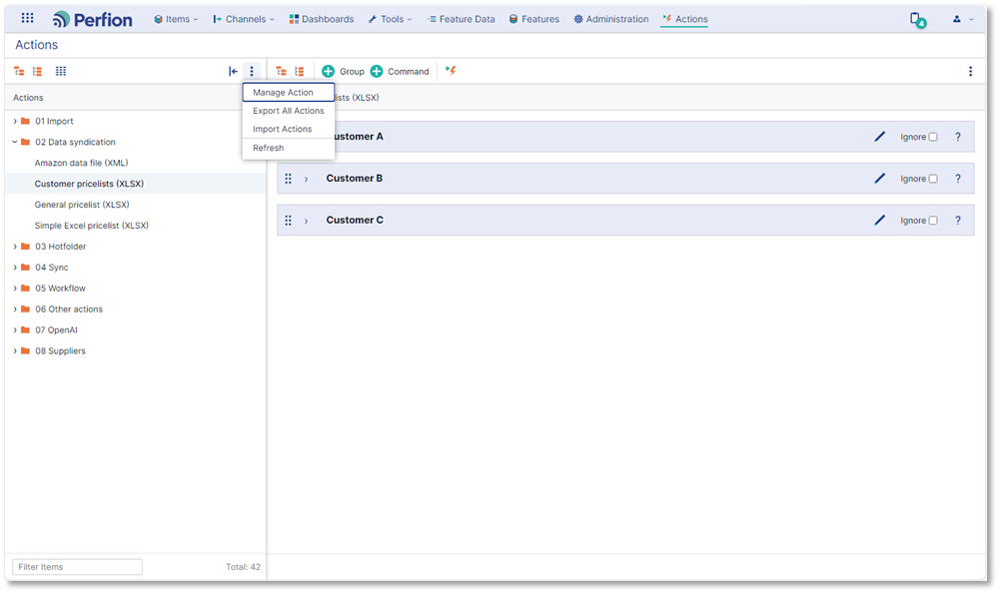 Perfion Items Channels Dashboards Tools Feature Data Features Administration Actions 4
Actions
Group Command
Actions
ists (XLSX)
Manage Action
Export All Actions
Import Actions
Refresh
01 Import
02 Data syndication
Amazon data file (XML)
Customer pricelists (XLSX)
General pricelist (XLSX)
Simple Excel pricelist (XLSX)
03 Hotfolder
04 Sync
05 Workflow
06 Other actions
07 OpenAI
08 Suppliers
ustomer A Ignore ?
Customer B Ignore ?
Customer C Ignore ?
Filter Items Total: 42